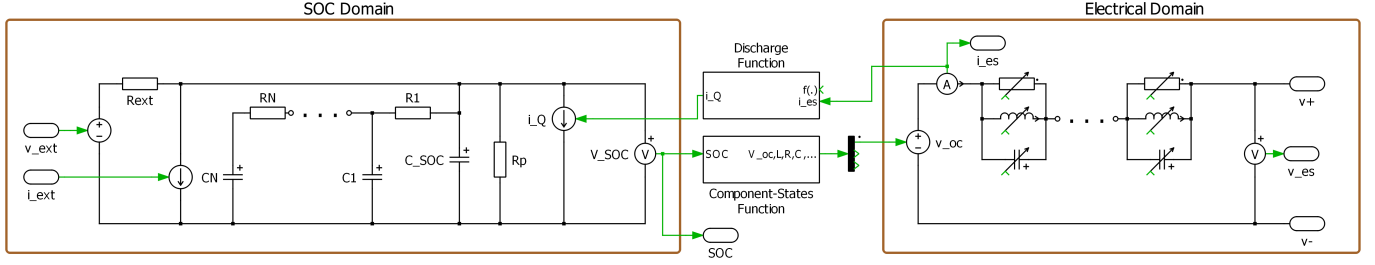 SOC Domain
Electrical Domain
Discharge
Function
i_es
Rext
RN
R1
f(.)
i_Q
i_es
A
v+
v_ext
+
−
i_Q
+
V_SOC
V
SOC
V_oc,L,R,C,...
+
−
v_oc
+
V
v_es
i_ext
CN
+
C1
+
C_SOC
+
Rp
+
+
Component-States
Function
SOC
v-